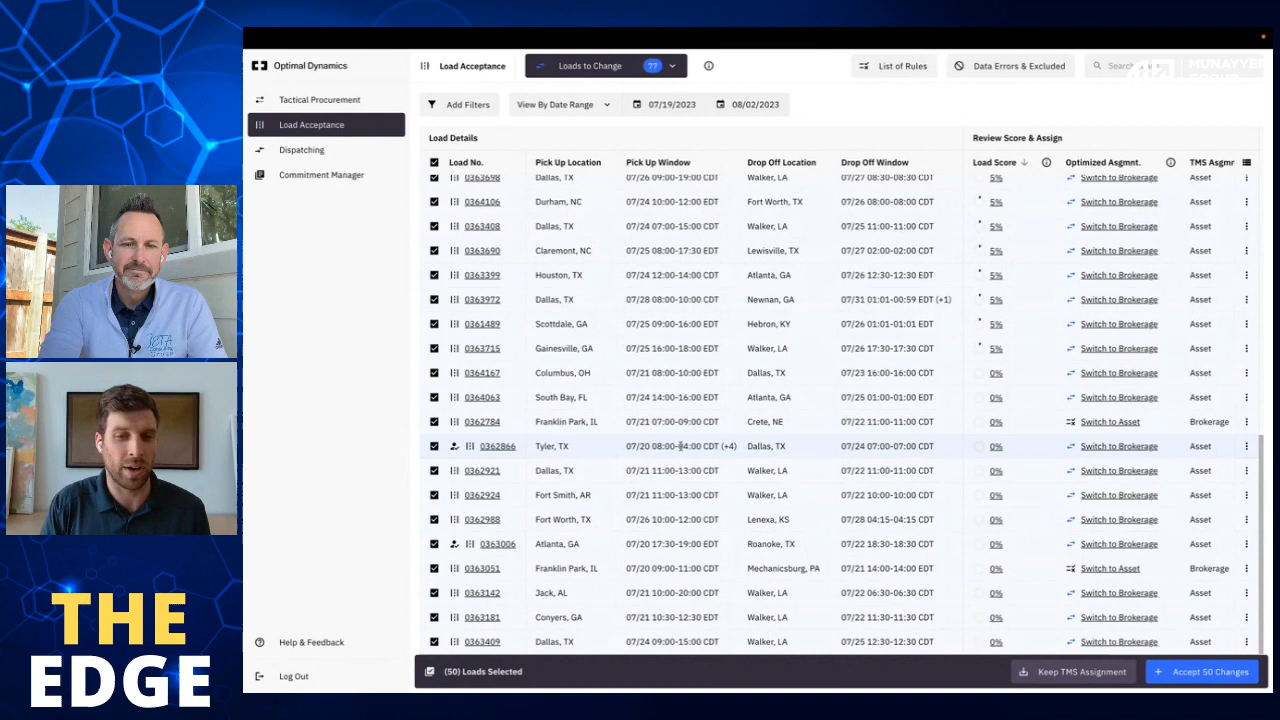 Optimal Dynamics
Load Acceptance
Loads to Change 77
List of Rules
Data Errors & Excluded
Search
MUNAYYER
GROUP
Tactical Procurement
Load Acceptance
Dispatching
Commitment Manager
Add Filters
View By Date Range
07/19/2023
08/02/2023
Load Details
Review Score & Assign
Load No. Pick Up Location Pick Up Window Drop Off Location Drop Off Window Load Score Optimized Asgmnt. TMS Asgmr
0363698 Dallas, TX 07/26 09:00-19:00 CDT Walker, LA 07/27 08:30-08:30 CDT 5% Switch to Brokerage Asset
0364106 Durham, NC 07/24 10:00-12:00 EDT Fort Worth, TX 07/26 08:00-08:00 CDT 5% Switch to Brokerage Asset
0363408 Dallas, TX 07/24 07:00-15:00 CDT Walker, LA 07/25 11:00-11:00 CDT 5% Switch to Brokerage Asset
0363690 Claremont, NC 07/25 08:00-17:30 EDT Lewisville, TX 07/27 02:00-02:00 CDT 5% Switch to Brokerage Asset
0363399 Houston, TX 07/24 12:00-14:00 CDT Atlanta, GA 07/26 12:30-12:30 EDT 5% Switch to Brokerage Asset
0363972 Dallas, TX 07/28 08:00-10:00 CDT Newnan, GA 07/31 01:01-00:59 EDT (+1) 5% Switch to Brokerage Asset
0361489 Scottdale, GA 07/25 09:00-16:00 EDT Hebron, KY 07/26 01:01-01:01 EDT 5% Switch to Brokerage Asset
0363715 Gainesville, GA 07/25 16:00-18:00 EDT Walker, LA 07/26 17:30-17:30 CDT 5% Switch to Brokerage Asset
0364167 Columbus, OH 07/21 08:00-10:00 EDT Dallas, TX 07/23 16:00-16:00 CDT 0% Switch to Brokerage Asset
0364063 South Bay, FL 07/24 14:00-16:00 EDT Atlanta, GA 07/25 01:00-01:00 EDT 0% Switch to Brokerage Asset
0362784 Franklin Park, IL 07/21 07:00-09:00 CDT Crete, NE 07/22 11:00-11:00 CDT 0% Switch to Asset Brokerage
0362866 Tyler, TX 07/20 08:00-04:00 CDT (+4) Dallas, TX 07/24 07:00-07:00 CDT 0% Switch to Brokerage Asset
0362921 Dallas, TX 07/21 11:00-13:00 CDT Walker, LA 07/22 11:00-11:00 CDT 0% Switch to Brokerage Asset
0362924 Fort Smith, AR 07/21 11:00-13:00 CDT Walker, LA 07/22 10:00-10:00 CDT 0% Switch to Brokerage Asset
0362988 Fort Worth, TX 07/26 10:00-12:00 CDT Lenexa, KS 07/28 04:15-04:15 CDT 0% Switch to Brokerage Asset
0363006 Atlanta, GA 07/20 17:30-19:00 EDT Roanoke, TX 07/22 18:30-18:30 CDT 0% Switch to Brokerage Asset
0363051 Franklin Park, IL 07/20 09:00-11:00 CDT Mechanicsburg, PA 07/21 14:00-14:00 EDT 0% Switch to Asset Brokerage
0363142 Jack, AL 07/21 10:00-20:00 CDT Walker, LA 07/22 06:30-06:30 CDT 0% Switch to Brokerage Asset
0363181 Conyers, GA 07/21 10:30-12:30 EDT Walker, LA 07/22 11:30-11:30 CDT 0% Switch to Brokerage Asset
0363409 Dallas, TX 07/24 09:00-15:00 CDT Walker, LA 07/25 12:30-12:30 CDT 0% Switch to Brokerage Asset
Help & Feedback
Log Out
(50) Loads Selected
Keep TMS Assignment
Accept 50 Changes
THE
EDGE